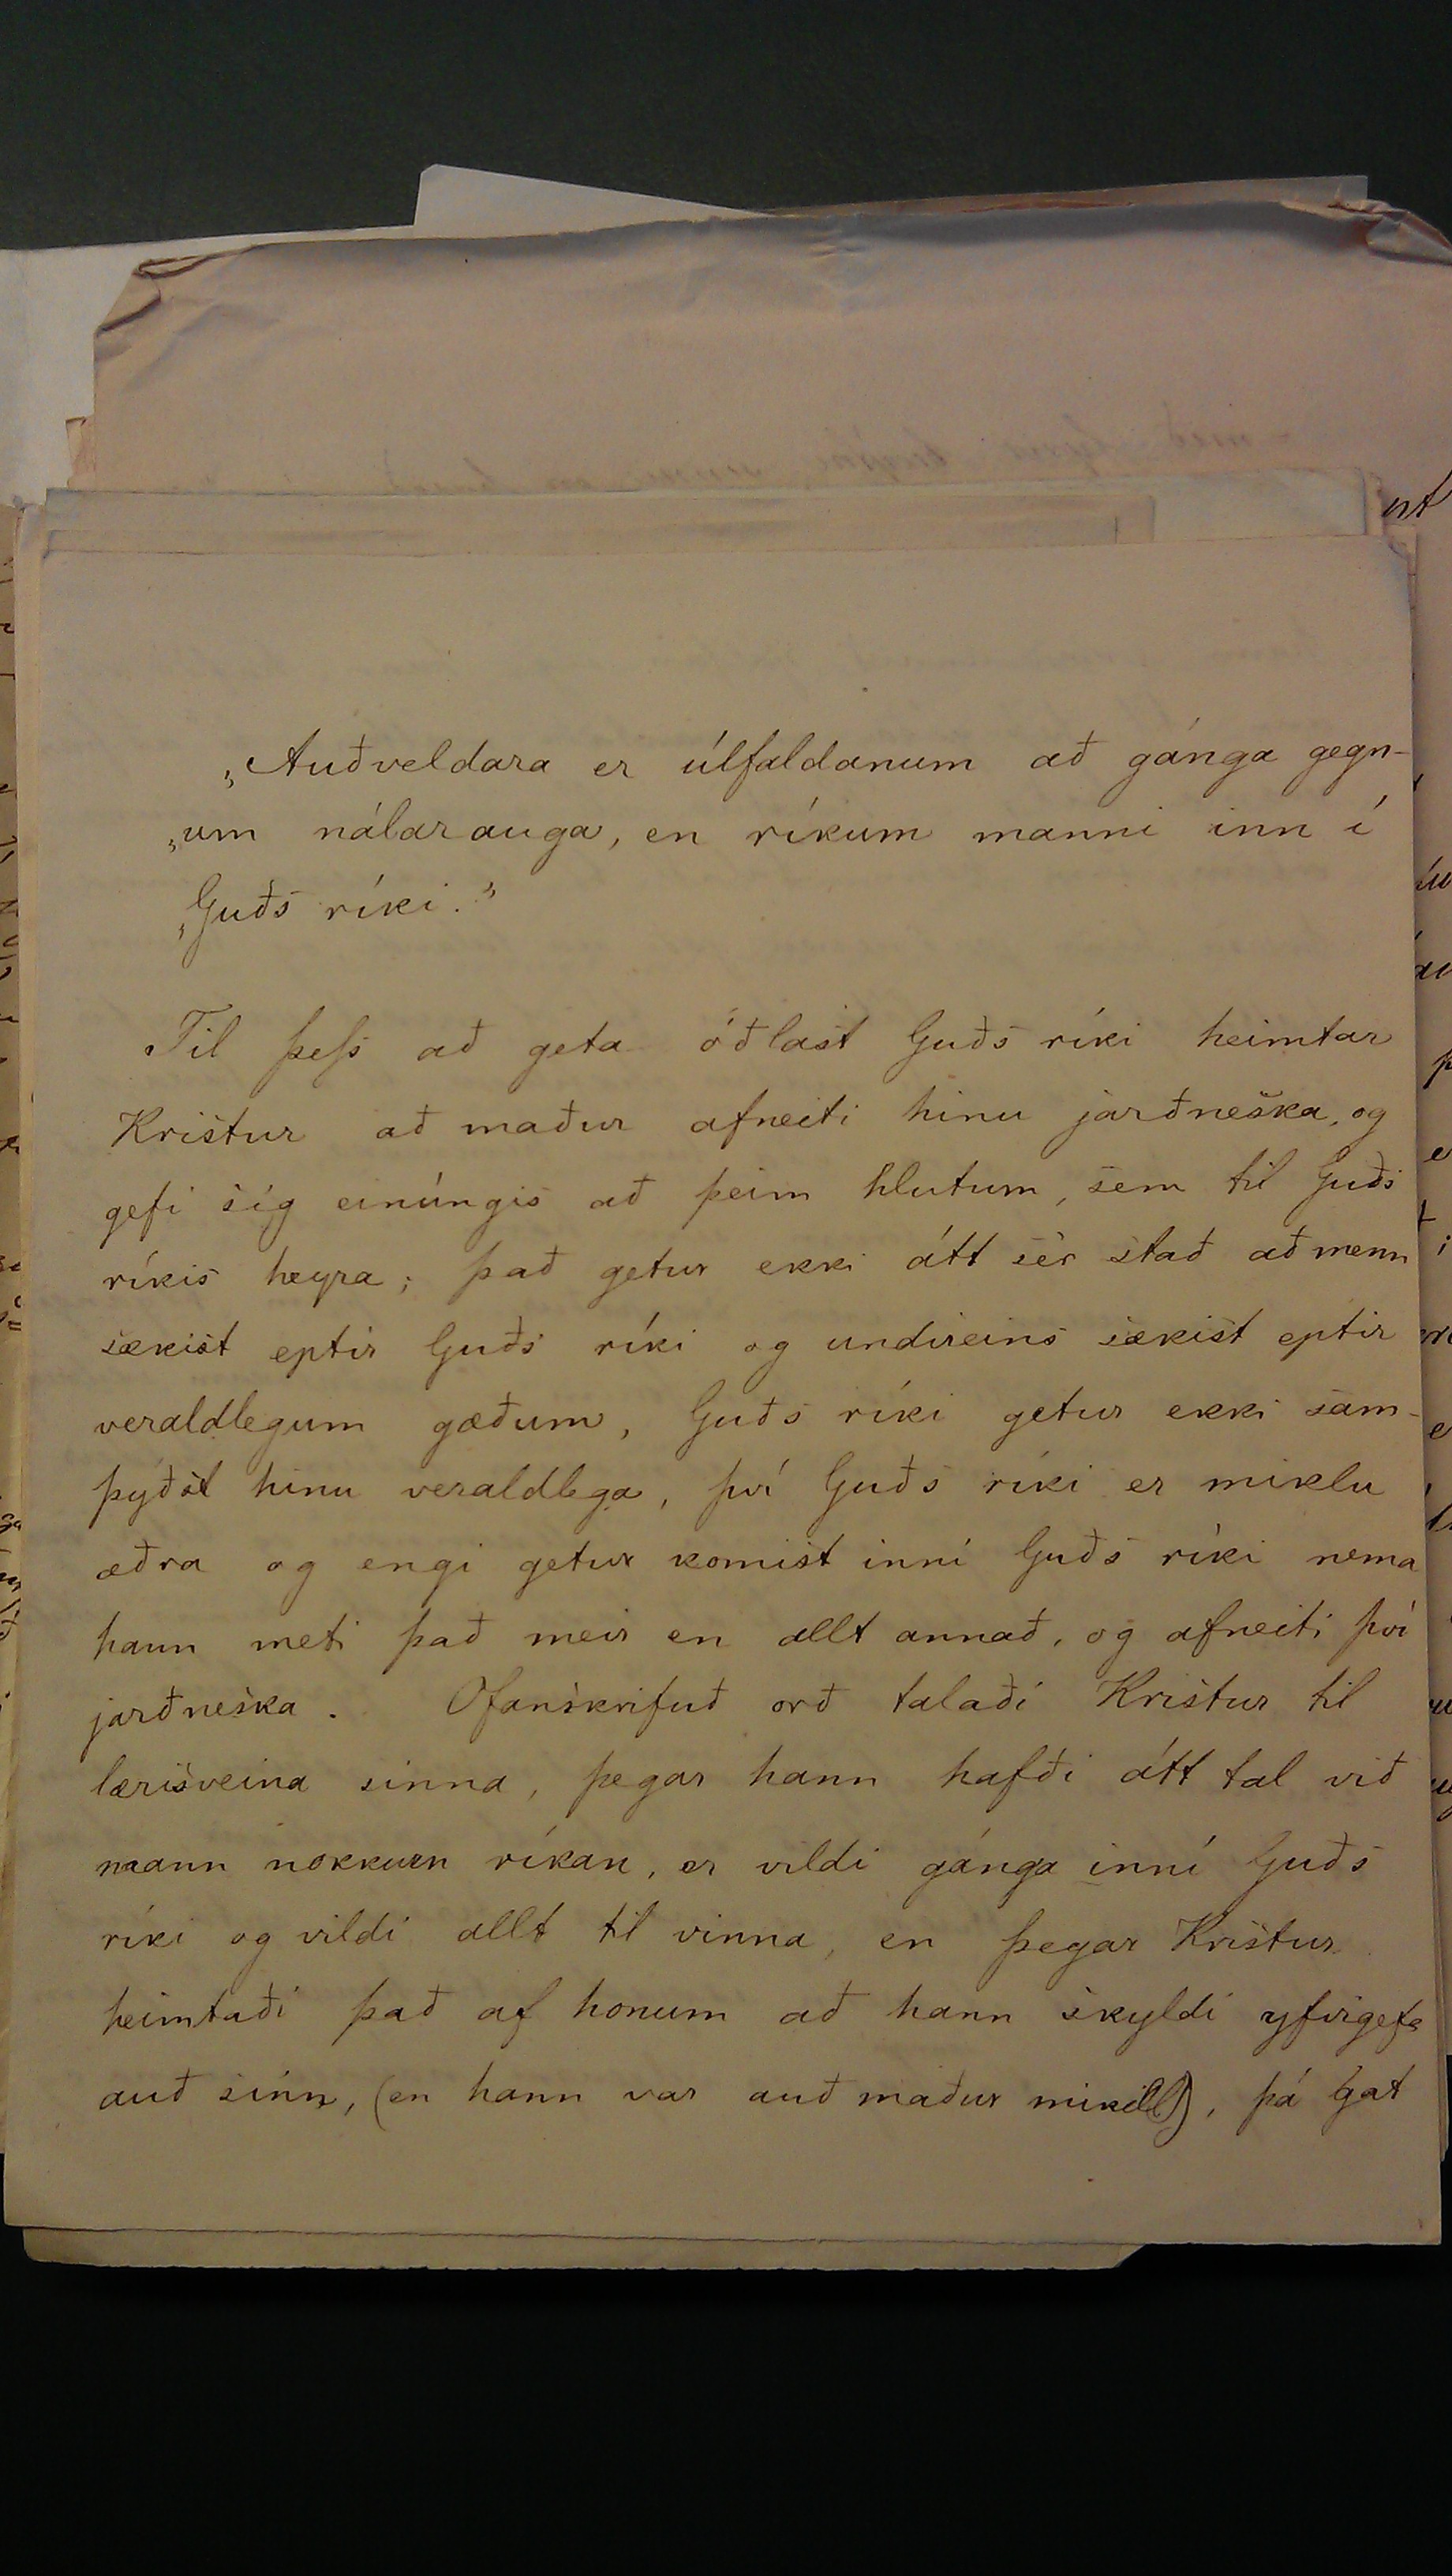 „Auðveldara er úlfaldanum að gánga gegn-
„um nálarauga, en ríkum manni inn í
„Guðs ríki.”
Til þess að geta óðlast Guðs ríki heimtar
Kristur að maður afneiti hinu jarðneska, og
gefi sig einúngis að þeim hlutum, sem til Guðs
ríkis heyra; það getur ekki átt sér stað að menn
sækist eptir Guðs ríki og undireins sækist eptir
veraldlegum gæðum, Guðs ríki getur ekki sam-
þýðst hinu veraldlega, því Guðs ríki er miklu
æðra og engi getur komist inní Guðs ríki nema
hann meti það meir en allt annað, og afneiti því
jarðneska. Ofanskrifuð orð talaði Kristur til
lærisveina sinna, þegar hann hafði átt tal við
mann nokkurn ríkan, er vildi gánga inní Guðs
ríki og vildi allt til vinna, en þegar Kristur
heimtaði það af honum að hann skyldi yfirgefa
auð sinn, (en hann var auðmaður mikill), þá gat